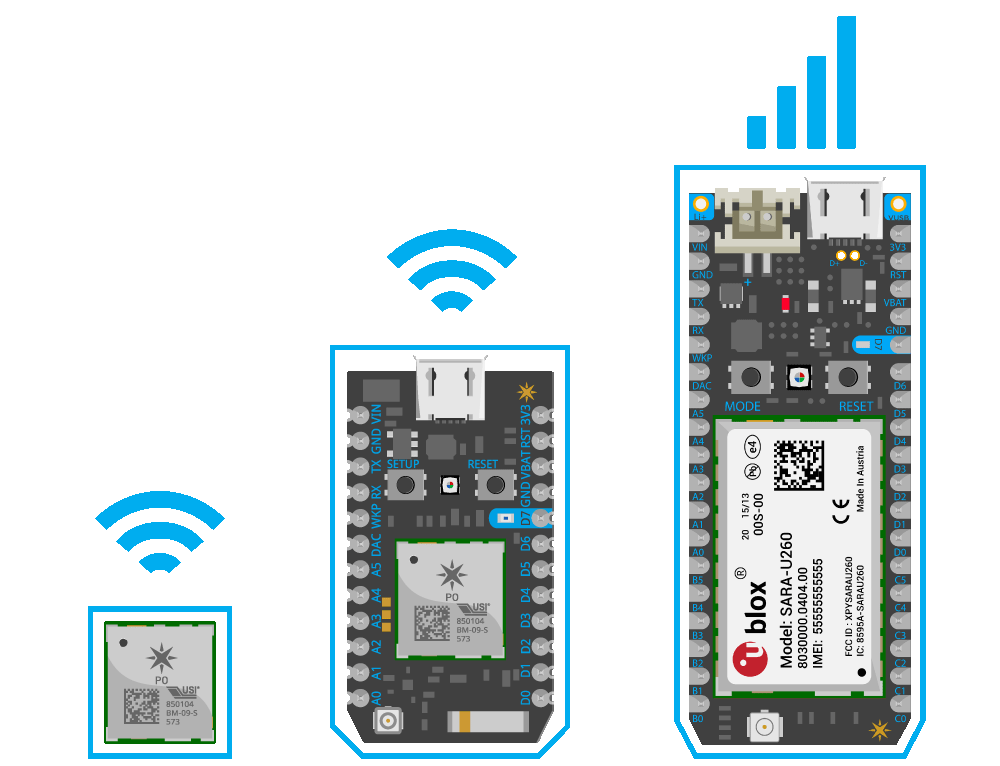 P0
USI®
850104
BM-09-S
573
VIN
GND
TX
RX
WKP
DAC
A5
A4
A3
A2
A1
A0
3V3
RST
VBAT
GND
D7
D6
D5
D4
D3
D2
D1
D0
SETUP
RESET
P0
USI®
850104
BM-09-S
573
Li+
VIN
GND
TX
RX
WKP
DAC
A5
A4
A3
A2
A1
A0
B5
B4
B3
B2
B1
B0
VUSB
3V3
RST
VBAT
GND
D7
D6
D5
D4
D3
D2
D1
D0
C5
C4
C3
C2
C1
C0
+
D+ D-
MODE
RESET
ublox®
Model: SARA-U260
8030000.0404.00
IMEI: 5555555555555
20 15/13
00S-00
Pb
e4
FCC ID : XPYSARAU260
IC: 8595A-SARAU260
CE
Made In Austria